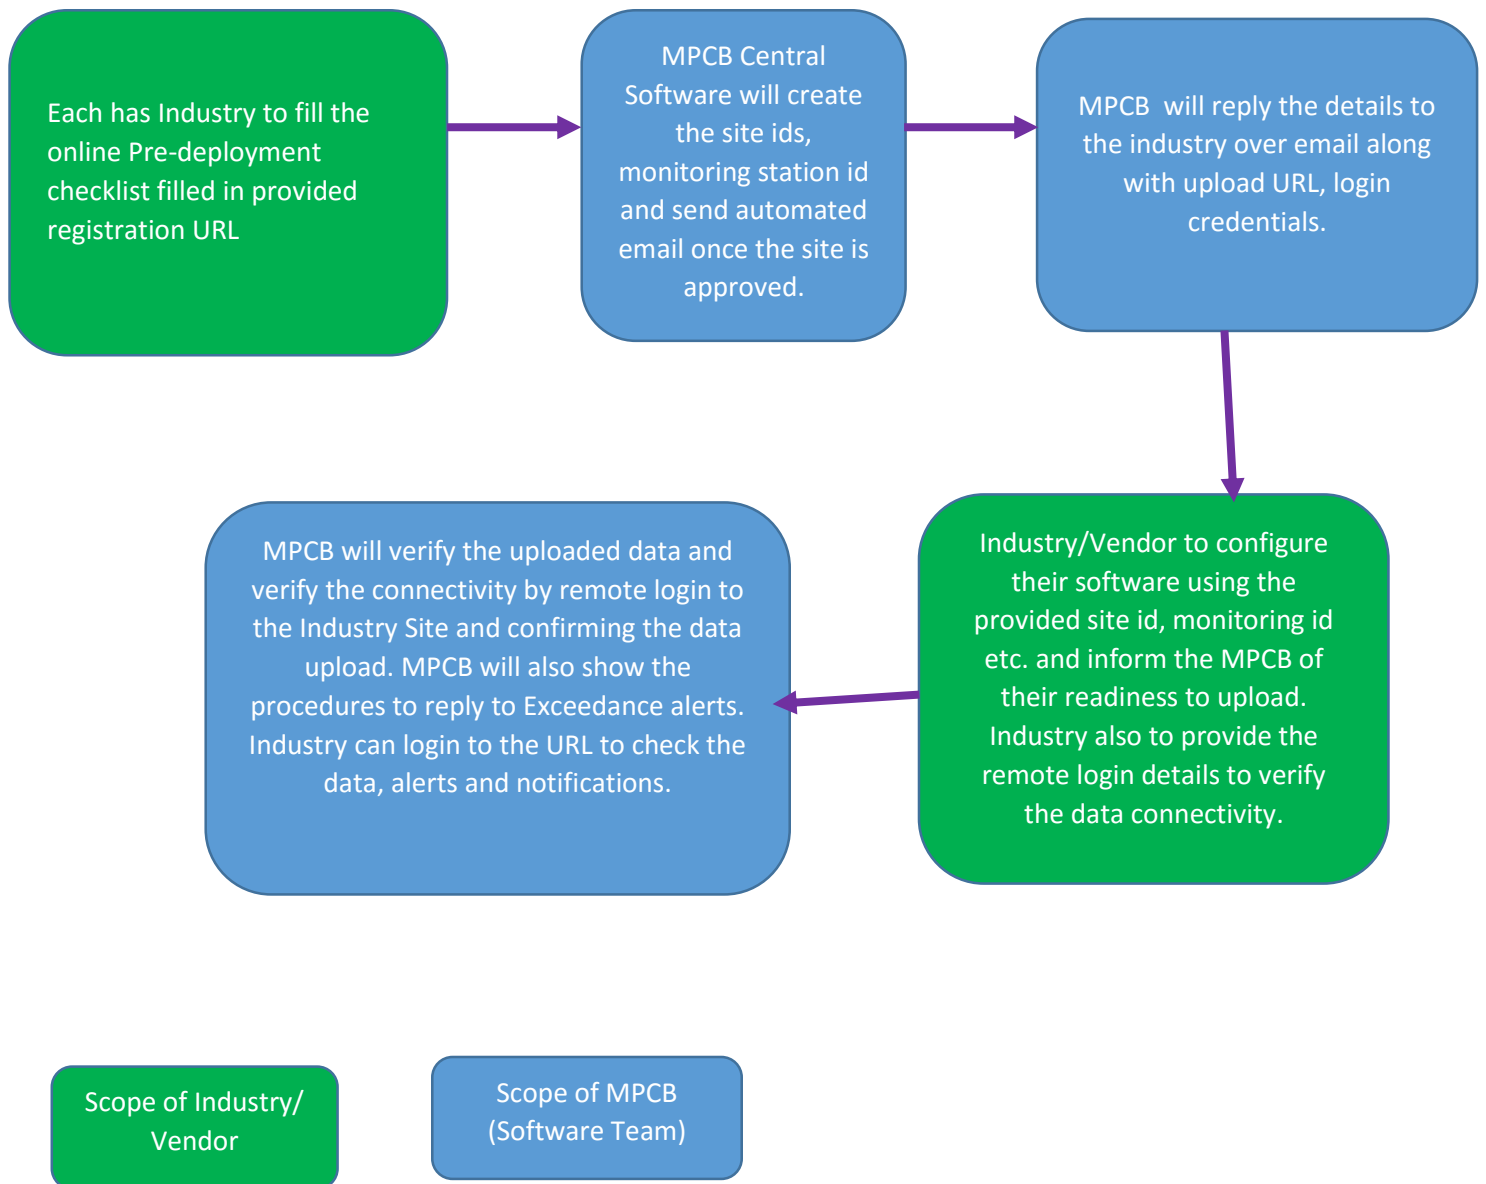 Each has Industry to fill the
online Pre-deployment
checklist filled in provided
registration URL
MPCB Central
Software will create
the site ids,
monitoring station id
and send automated
email once the site is
approved.
MPCB  will reply the details to
the industry over email along
with upload URL, login
credentials.
Industry/Vendor to configure
their software using the
provided site id, monitoring id
etc. and inform the MPCB of
their readiness to upload.
Industry also to provide the
remote login details to verify
the data connectivity.
MPCB will verify the uploaded data and
verify the connectivity by remote login to
the Industry Site and confirming the data
upload. MPCB will also show the
procedures to reply to Exceedance alerts.
Industry can login to the URL to check the
data, alerts and notifications.
Scope of Industry/
Vendor
Scope of MPCB
(Software Team)